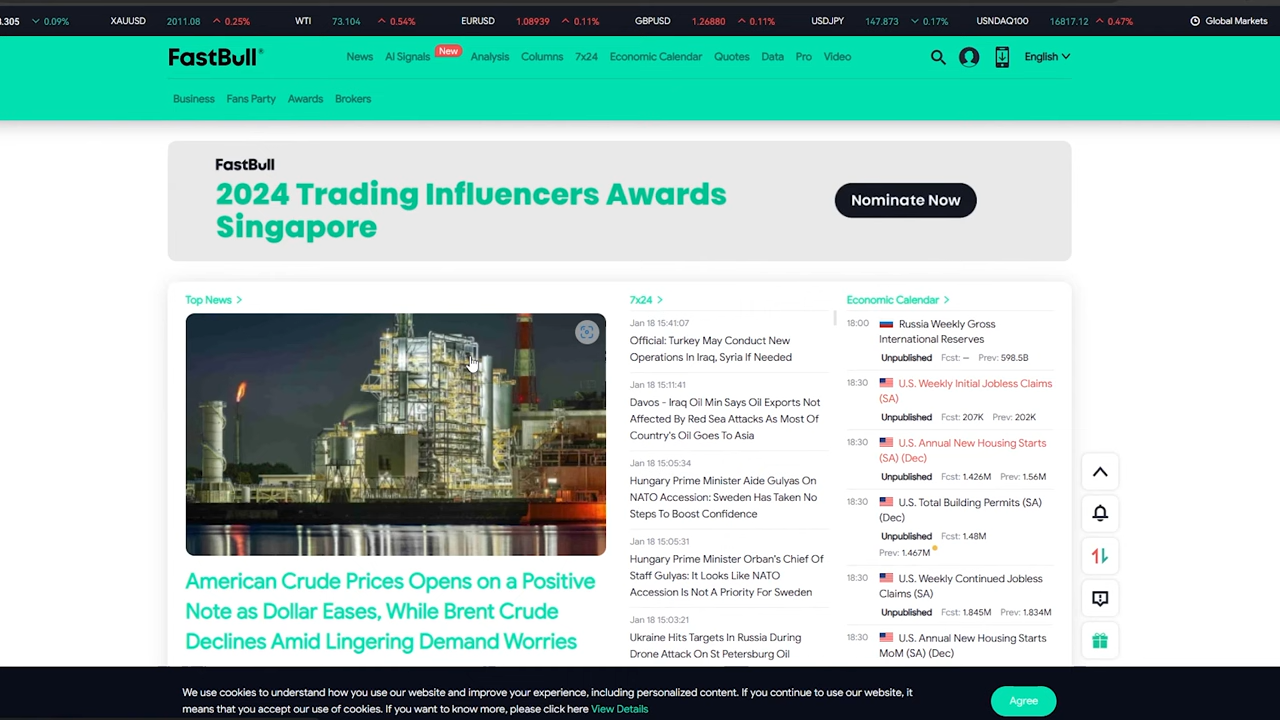 3.305 0.09% XAUUSD 2011.08 0.25% WTI 73.104 0.54% EURUSD 1.08939 0.11% GBPUSD 1.26880 0.11% USDJPY 147.873 0.17% USNDAQ100 16817.12 0.47% Global Markets
FastBull® News AI Signals New Analysis Columns 7x24 Economic Calendar Quotes Data Pro Video English
Business Fans Party Awards Brokers
FastBull
2024 Trading Influencers Awards
Singapore
Nominate Now
Top News >
American Crude Prices Opens on a Positive
Note as Dollar Eases, While Brent Crude
Declines Amid Lingering Demand Worries
7x24 >
Jan 18 15:41:07
Official: Turkey May Conduct New
Operations In Iraq, Syria If Needed
Jan 18 15:11:41
Davos - Iraq Oil Min Says Oil Exports Not
Affected By Red Sea Attacks As Most Of
Country's Oil Goes To Asia
Jan 18 15:05:34
Hungary Prime Minister Aide Gulyas On
NATO Accession: Sweden Has Taken No
Steps To Boost Confidence
Jan 18 15:05:31
Hungary Prime Minister Orban's Chief Of
Staff Gulyas: It Looks Like NATO
Accession Is Not A Priority For Sweden
Jan 18 15:03:21
Ukraine Hits Targets In Russia During
Drone Attack On St Petersburg Oil
Economic Calendar >
18:00 Russia Weekly Gross
International Reserves
Unpublished Fcst: -- Prev: 598.5B
18:30 U.S. Weekly Initial Jobless Claims
(SA)
Unpublished Fcst: 207K Prev: 202K
18:30 U.S. Annual New Housing Starts
(SA) (Dec)
Unpublished Fcst: 1.426M Prev: 1.56M
18:30 U.S. Total Building Permits (SA)
(Dec)
Unpublished Fcst: 1.48M
Prev: 1.467M
18:30 U.S. Weekly Continued Jobless
Claims (SA)
Unpublished Fcst: 1.845M Prev: 1.834M
18:30 U.S. Annual New Housing Starts
MoM (SA) (Dec)
We use cookies to understand how you use our website and improve your experience, including personalized content. If you continue to use our website, it
means that you accept our use of cookies. If you want to know more, please click here View Details
Agree